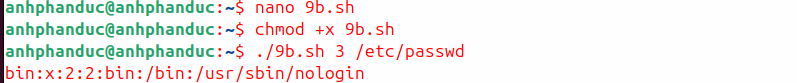 anhphanduc@anhphanduc:~$ nano 9b.sh
anhphanduc@anhphanduc:~$ chmod +x 9b.sh
anhphanduc@anhphanduc:~$ ./9b.sh 3 /etc/passwd
bin:x:2:2:bin:/bin:/usr/sbin/nologin